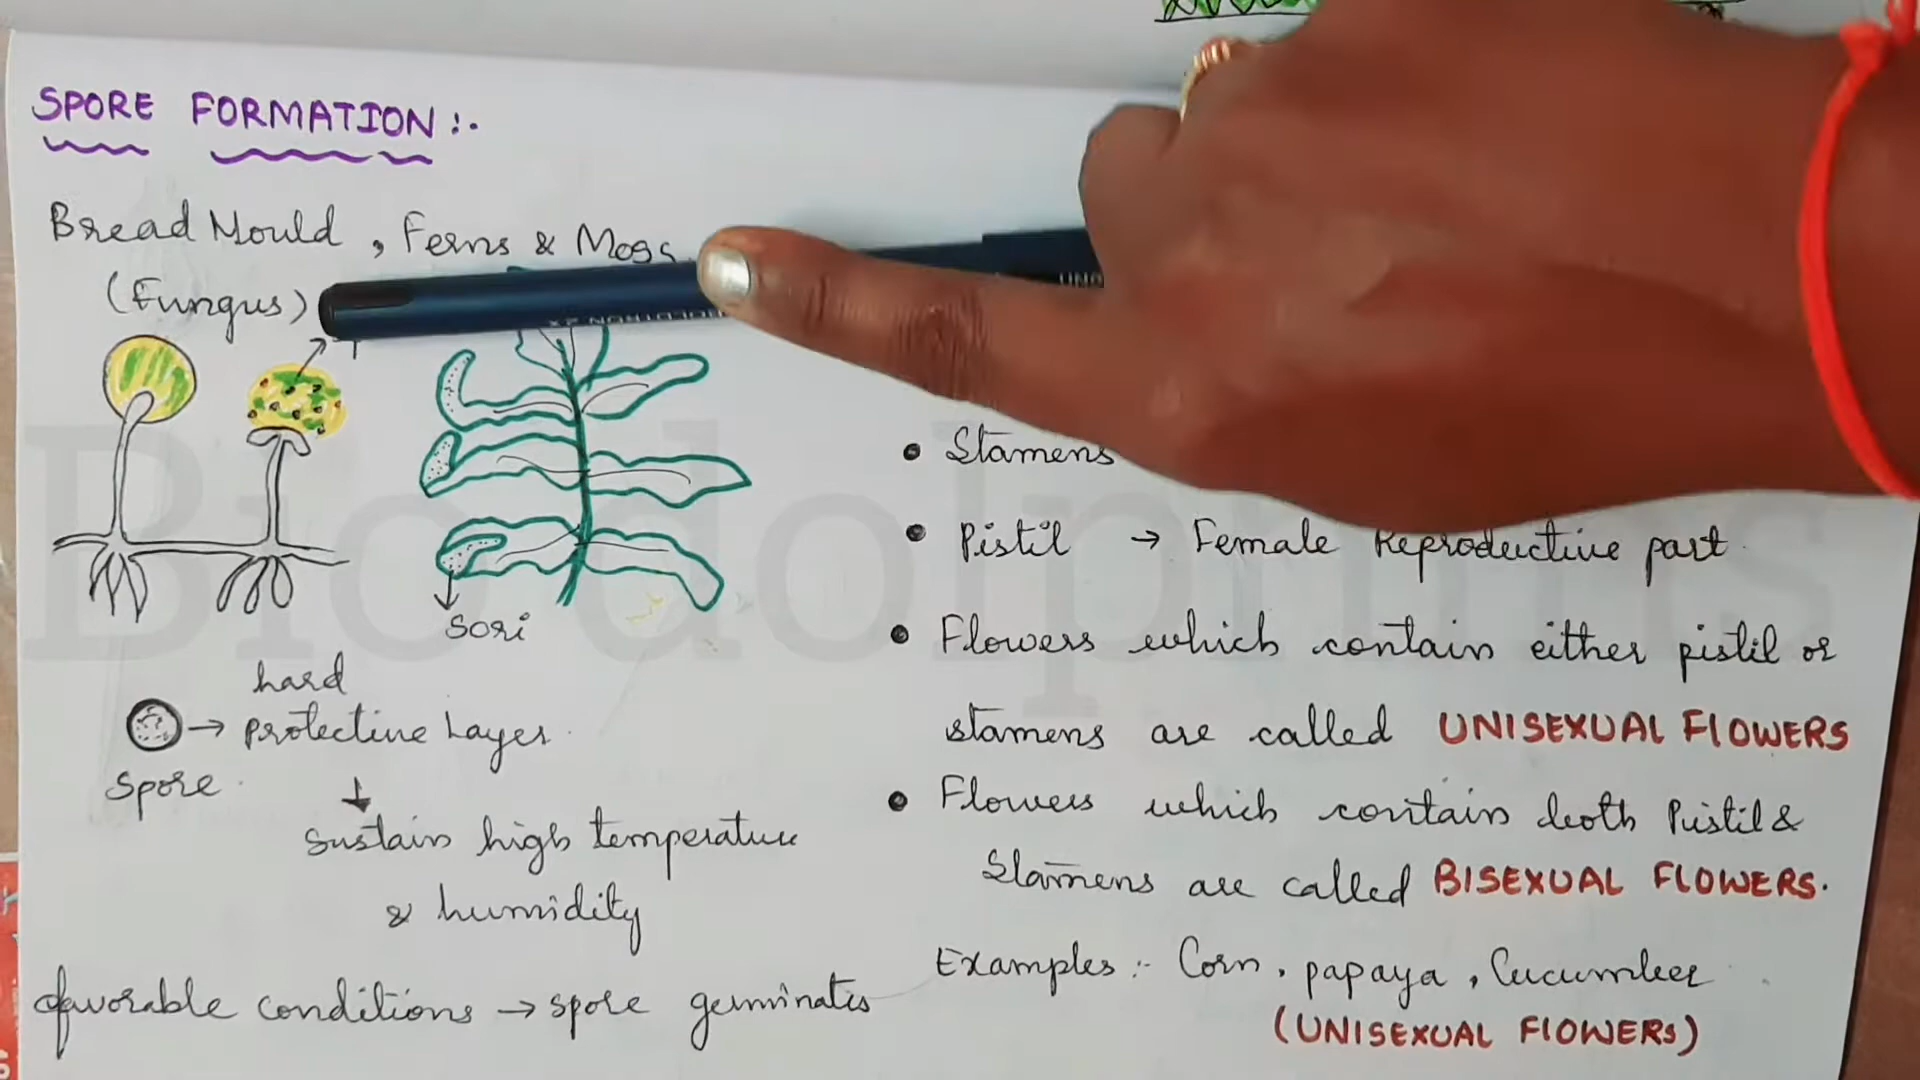 SPORE FORMATION :-
Bread Mould , Ferns & Moss
(Fungus)
Sori
hard
protective Layer.
spore
sustain high temperature
& humidity
favorable conditions → spore germinates
• Stamens
• Pistil → Female Reproductive part
• Flowers which contain either pistil or
stamens are called UNISEXUAL FLOWERS
• Flowers which contain both Pistil &
Stamens are called BISEXUAL FLOWERS.
Examples :- Corn, papaya, Cucumber
(UNISEXUAL FLOWERS)
Biodolphins